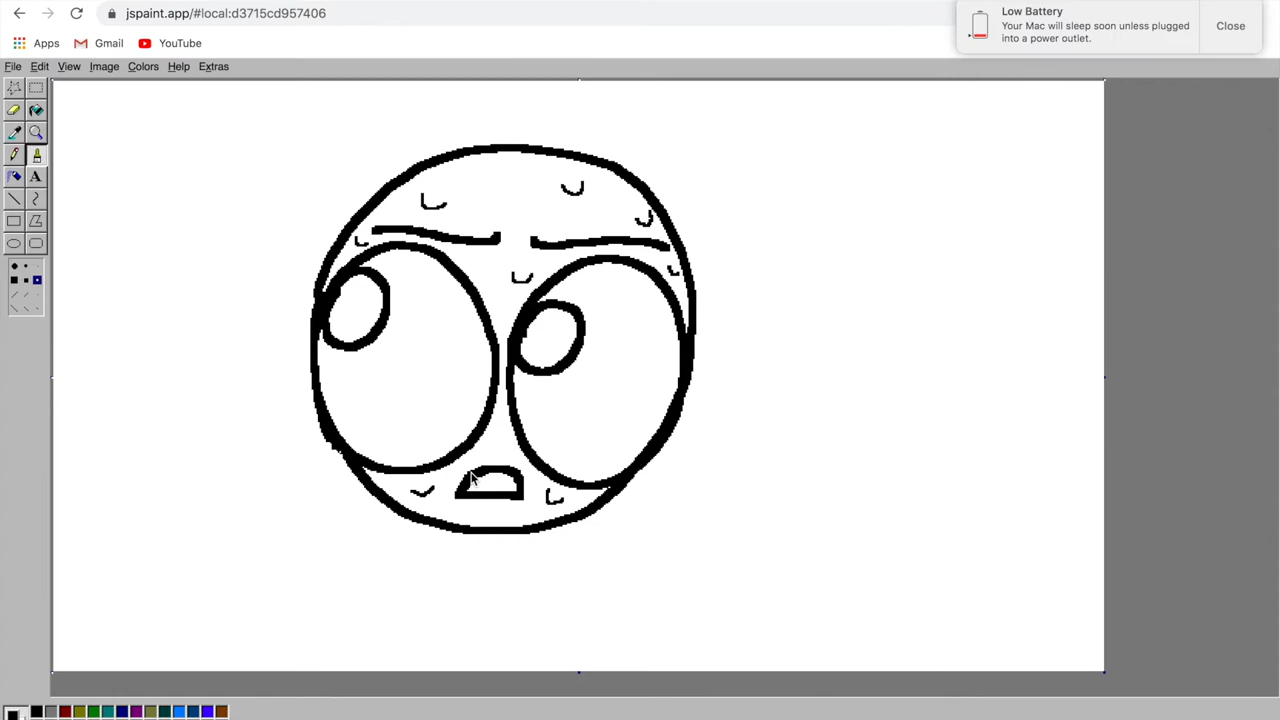 jspaint.app/#local:d3715cd957406
Low Battery
Your Mac will sleep soon unless plugged
into a power outlet.
Close
Apps
Gmail
YouTube
File
Edit
View
Image
Colors
Help
Extras
A